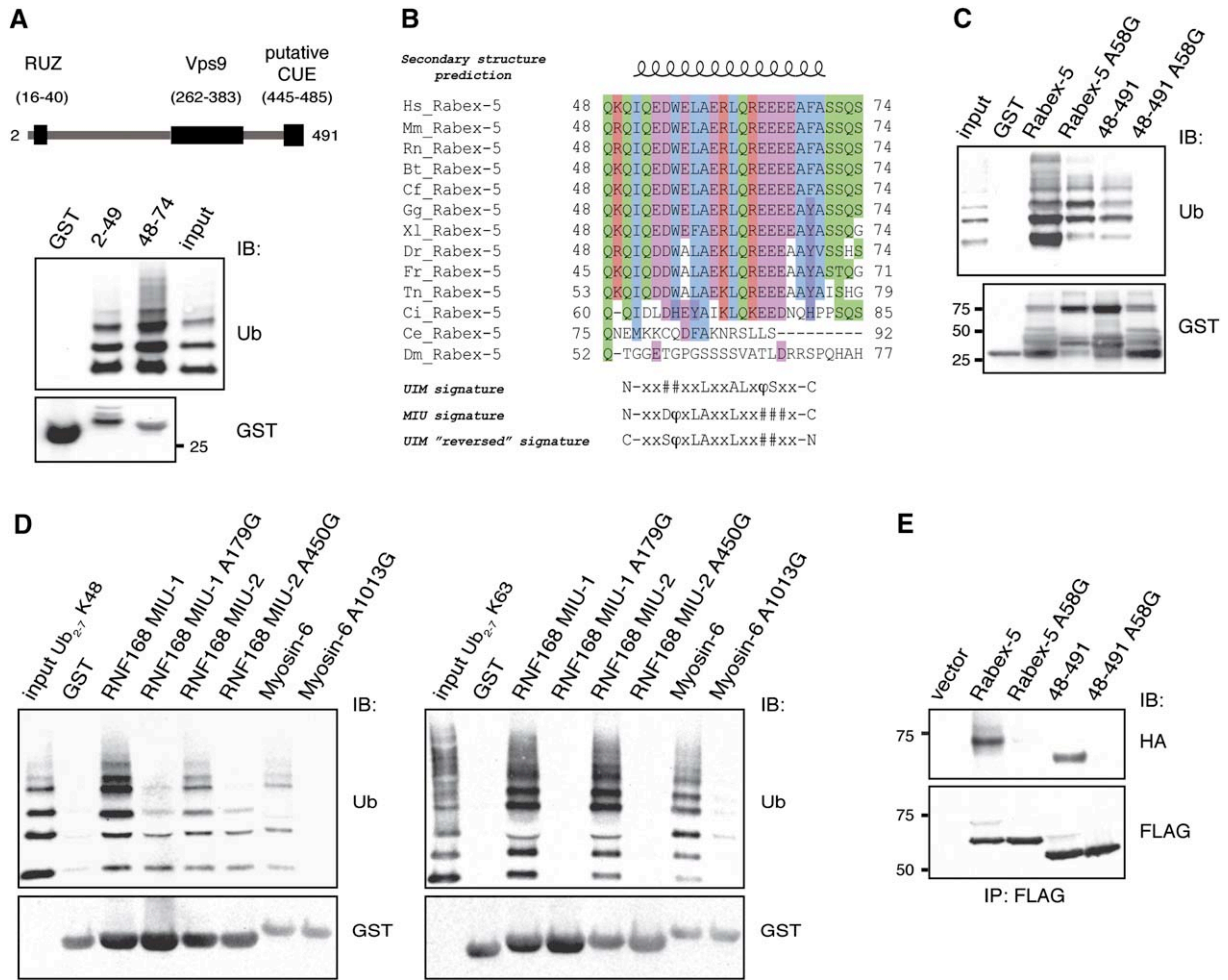 A
RUZ
(16-40)
Vps9
(262-383)
putative
CUE
(445-485)
2
491
GST
2-49
48-74
input
IB:
Ub
GST
25
B
Secondary structure
prediction
Hs_Rabex-5 48 QKQIQEDWELAERLQREEEEAFASSQS 74
Mm_Rabex-5 48 QRQIQEDWELAERLQREEEEAFASSQS 74
Rn_Rabex-5 48 QRQIQEDWELAERLQREEEEAFASSQS 74
Bt_Rabex-5 48 QKQIQEDWELAERLQREEEEAFASSQS 74
Cf_Rabex-5 48 QKQIQEDWELAERLQREEEEAFASSQS 74
Gg_Rabex-5 48 QKQIQEDWELAERLQREEEEAYASSQS 74
Xl_Rabex-5 48 QKQIQEDWEFAERLQREEEEAYASSQG 74
Dr_Rabex-5 48 QRQIQDDWALAEKLQREEEAAYVSSHS 74
Fr_Rabex-5 45 QKQIQDDWALAEKLQREEEAAYASTQG 71
Tn_Rabex-5 53 QKQIQDDWALAEKLQREEEAAYAISHG 79
Ci_Rabex-5 60 Q-QIDLDHEYAIKLQKEEDNQHPPSQS 85
Ce_Rabex-5 75 QNEMKKCQDFAKNRSLLS--------- 92
Dm_Rabex-5 52 Q-TGGETGPGSSSSVATLDRRSPQHAH 77
UIM signature N-xx##xxLxxALxφSxx-C
MIU signature N-xxDφxLAxxLxx###x-C
UIM "reversed" signature C-xxSφxLAxxLxx##xx-N
C
input
GST
Rabex-5
Rabex-5 A58G
48-491
48-491 A58G
IB:
Ub
75
50
25
GST
D
input Ub2-7 K48
GST
RNF168 MIU-1
RNF168 MIU-1 A179G
RNF168 MIU-2
RNF168 MIU-2 A450G
Myosin-6
Myosin-6 A1013G
IB:
Ub
GST
input Ub2-7 K63
GST
RNF168 MIU-1
RNF168 MIU-1 A179G
RNF168 MIU-2
RNF168 MIU-2 A450G
Myosin-6
Myosin-6 A1013G
IB:
Ub
GST
E
vector
Rabex-5
Rabex-5 A58G
48-491
48-491 A58G
IB:
75
HA
75
FLAG
50
IP: FLAG